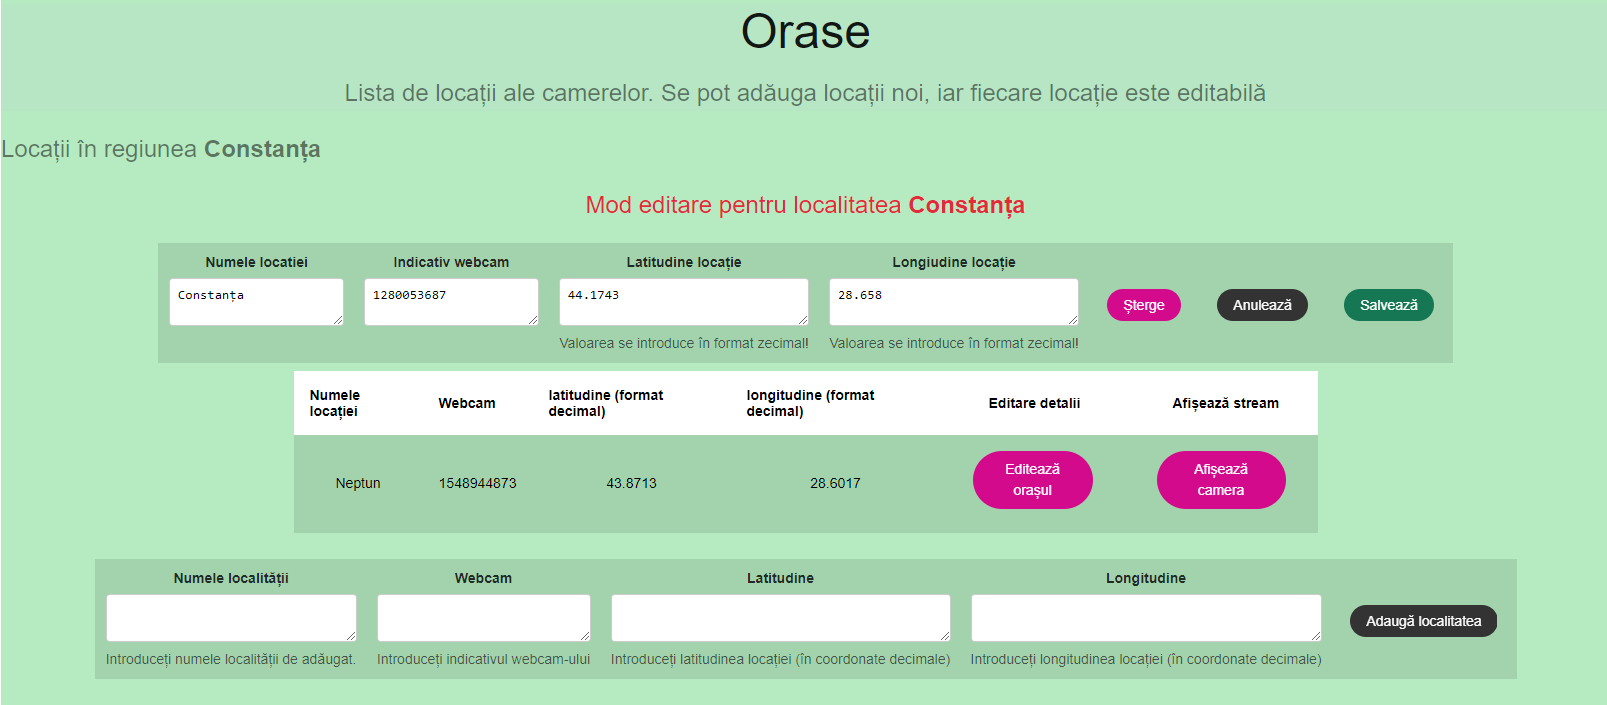 Orase
Lista de locații ale camerelor. Se pot adăuga locații noi, iar fiecare locație este editabilă
Locații în regiunea Constanța
Mod editare pentru localitatea Constanța
Numele locatiei Indicativ webcam Latitudine locație Longiudine locație
Constanța 1280053687 44.1743 28.658 Șterge Anulează Salvează
Valoarea se introduce în format zecimal! Valoarea se introduce în format zecimal!
Numele locației Webcam latitudine (format decimal) longitudine (format decimal) Editare detalii Afișează stream
Neptun 1548944873 43.8713 28.6017 Editează orașul Afișează camera
Numele localității Webcam Latitudine Longitudine
Adaugă localitatea
Introduceți numele localității de adăugat. Introduceți indicativul webcam-ului Introduceți latitudinea locației (în coordonate decimale) Introduceți longitudinea locației (în coordonate decimale)